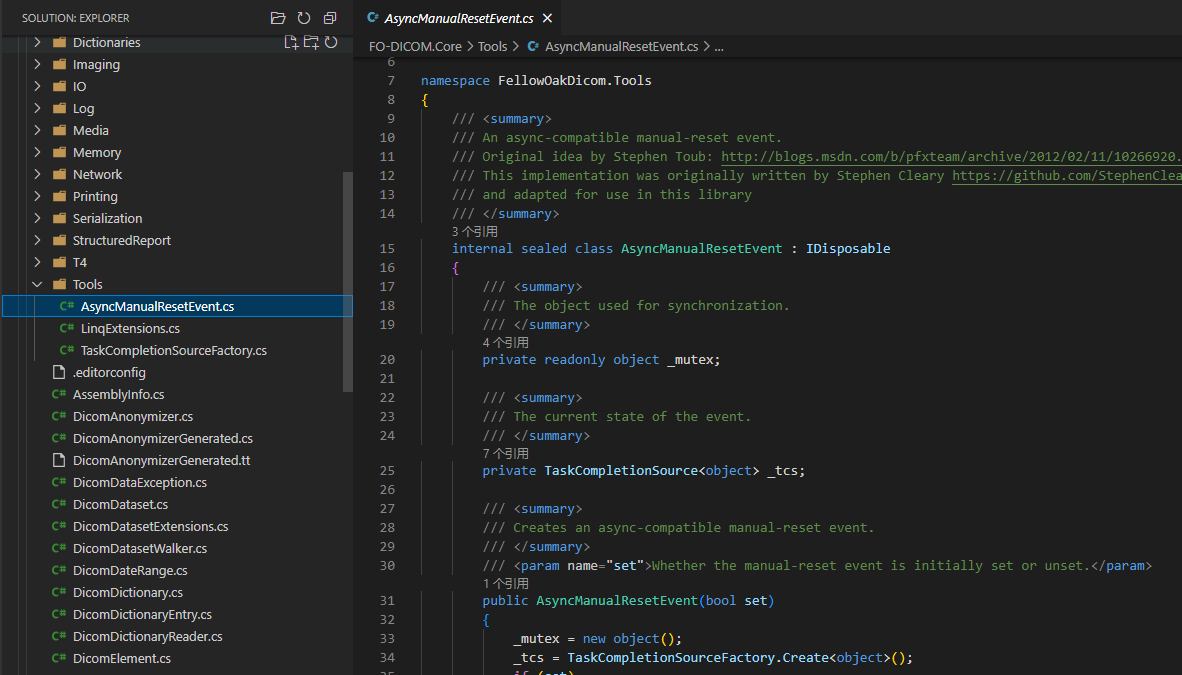 SOLUTION: EXPLORER
Dictionaries
Imaging
IO
Log
Media
Memory
Network
Printing
Serialization
StructuredReport
T4
Tools
C# AsyncManualResetEvent.cs
C# LinqExtensions.cs
C# TaskCompletionSourceFactory.cs
.editorconfig
C# AssemblyInfo.cs
C# DicomAnonymizer.cs
C# DicomAnonymizerGenerated.cs
DicomAnonymizerGenerated.tt
C# DicomDataException.cs
C# DicomDataset.cs
C# DicomDatasetExtensions.cs
C# DicomDatasetWalker.cs
C# DicomDateRange.cs
C# DicomDictionary.cs
C# DicomDictionaryEntry.cs
C# DicomDictionaryReader.cs
C# DicomElement.cs
C# AsyncManualResetEvent.cs
FO-DICOM.Core > Tools > C# AsyncManualResetEvent.cs > ...
6
7 namespace FellowOakDicom.Tools
8 {
9 /// <summary>
10 /// An async-compatible manual-reset event.
11 /// Original idea by Stephen Toub: http://blogs.msdn.com/b/pfxteam/archive/2012/02/11/10266920.
12 /// This implementation was originally written by Stephen Cleary https://github.com/StephenClea
13 /// and adapted for use in this library
14 /// </summary>
3 个引用
15 internal sealed class AsyncManualResetEvent : IDisposable
16 {
17 /// <summary>
18 /// The object used for synchronization.
19 /// </summary>
4 个引用
20 private readonly object _mutex;
21
22 /// <summary>
23 /// The current state of the event.
24 /// </summary>
7 个引用
25 private TaskCompletionSource<object> _tcs;
26
27 /// <summary>
28 /// Creates an async-compatible manual-reset event.
29 /// </summary>
30 /// <param name="set">Whether the manual-reset event is initially set or unset.</param>
1 个引用
31 public AsyncManualResetEvent(bool set)
32 {
33 _mutex = new object();
34 _tcs = TaskCompletionSourceFactory.Create<object>();
35 if (set)